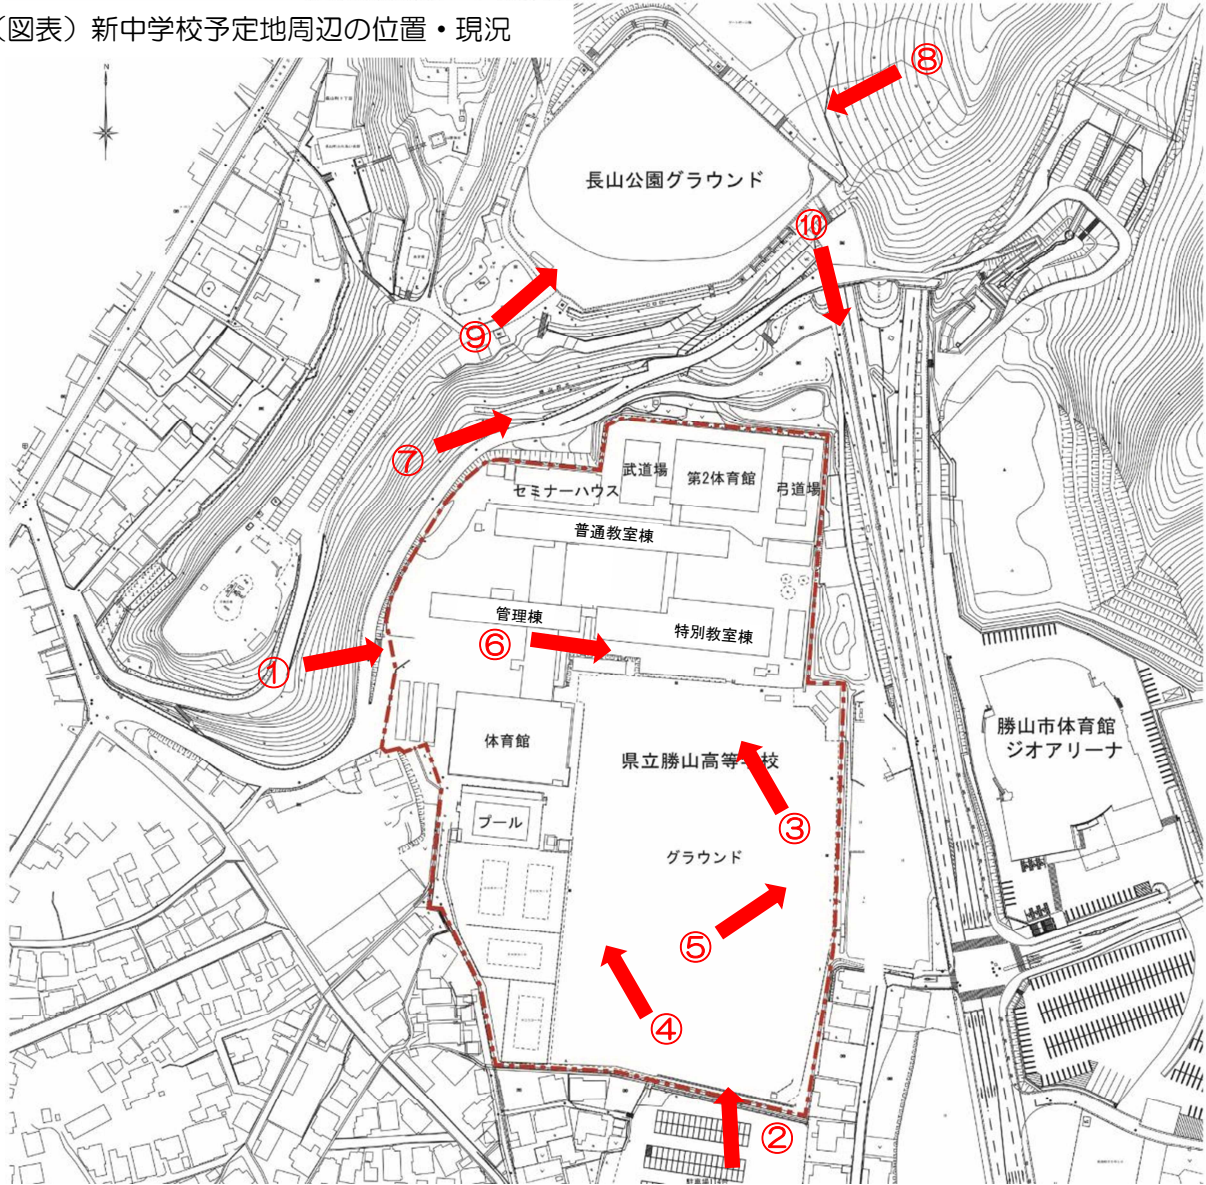 （図表）新中学校予定地周辺の位置・現況
N
⑧
長山公園グラウンド
⑩
⑨
⑦
武道場
第2体育館
弓道場
セミナーハウス
普通教室棟
管理棟
特別教室棟
⑥
①
体育館
県立勝山高等学校
勝山市体育館
ジオアリーナ
プール
③
グラウンド
⑤
④
②